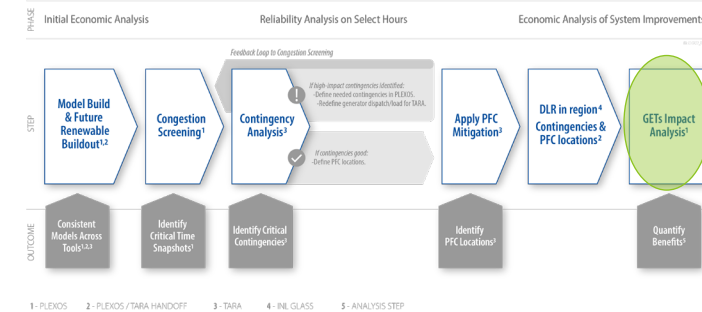 PHASE
Initial Economic Analysis
Reliability Analysis on Select Hours
Economic Analysis of System Improvements
Feedback Loop to Congestion Screening
STEP
Model Build
& Future
Renewable
Buildout1,2
Congestion
Screening1
Contingency
Analysis3
!
If high-impact contingencies identified:
-Define needed contingencies in PLEXOS.
-Redefine generator dispatch/load for TARA.
If contingencies good:
-Define PFC locations.
Apply PFC
Mitigation3
DLR in region4
Contingencies &
PFC locations2
GETs Impact
Analysis1
OUTCOME
Consistent
Models Across
Tools1,2,3
Identify
Critical Time
Snapshots1
Identify Critical
Contingencies3
Identify
PFC Locations3
Quantify
Benefits5
1 - PLEXOS
2 - PLEXOS / TARA HANDOFF
3 - TARA
4 - INL GLASS
5 - ANALYSIS STEP